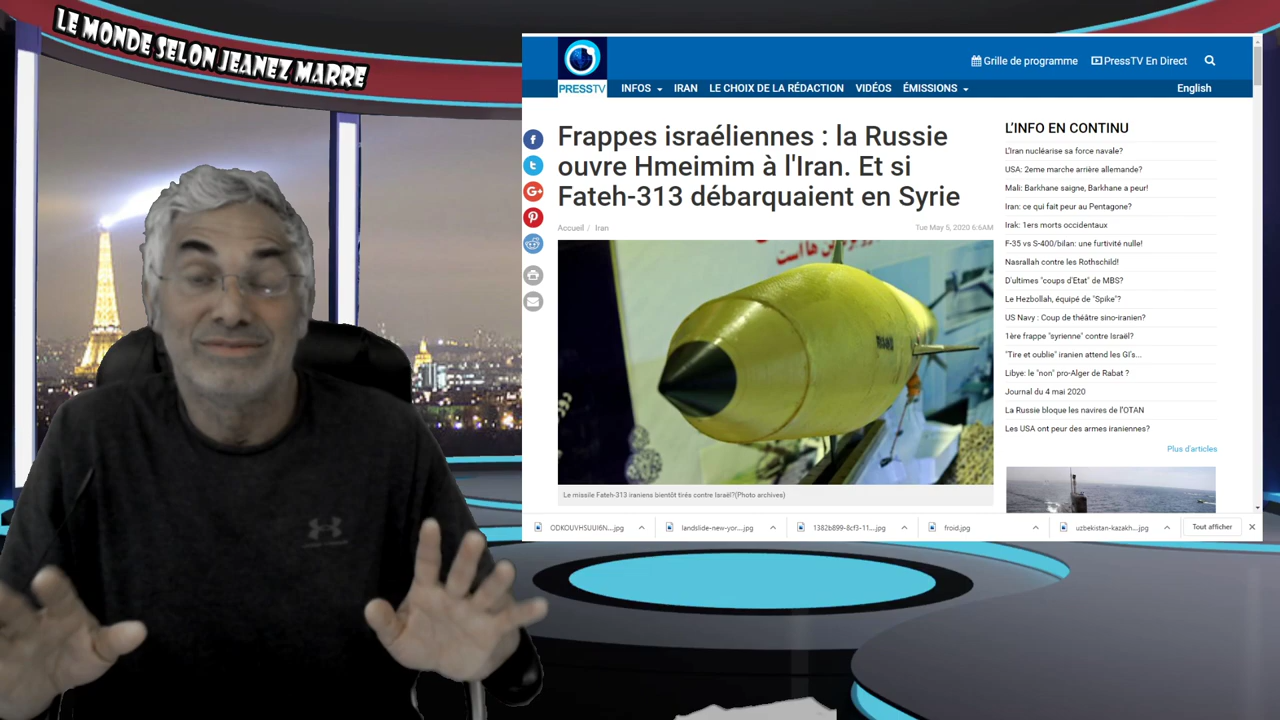 LE MONDE SELON JEANEZ MARRE
PRESSTV
Grille de programme
PressTV En Direct
INFOS
IRAN
LE CHOIX DE LA RÉDACTION
VIDÉOS
ÉMISSIONS
English
Frappes israéliennes : la Russie
ouvre Hmeimim à l'Iran. Et si
Fateh-313 débarquaient en Syrie
Accueil / Iran
Tue May 5, 2020 6:6AM
Le missile Fateh-313 iraniens bientôt tirés contre Israël?(Photo archives)
L'INFO EN CONTINU
L'Iran nucléarise sa force navale?
USA: 2eme marche arrière allemande?
Mali: Barkhane saigne, Barkhane a peur!
Iran: ce qui fait peur au Pentagone?
Irak: 1ers morts occidentaux
F-35 vs S-400/bilan: une furtivité nulle!
Nasrallah contre les Rothschild!
D'ultimes "coups d'Etat" de MBS?
Le Hezbollah, équipé de "Spike"?
US Navy : Coup de théâtre sino-iranien?
1ère frappe "syrienne" contre Israël?
"Tire et oublie" iranien attend les GI's...
Libye: le "non" pro-Alger de Rabat ?
Journal du 4 mai 2020
La Russie bloque les navires de l'OTAN
Les USA ont peur des armes iraniennes?
Plus d'articles
ODKOUVH5UUI6N....jpg
landslide-new-yor....jpg
1382b899-8cf3-11....jpg
froid.jpg
uzbekistan-kazakh....jpg
Tout afficher